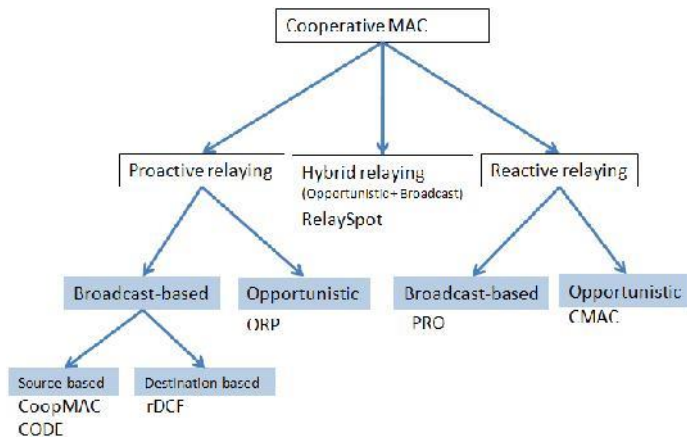 Cooperative MAC
Proactive relaying
Hybrid relaying
(Opportunistic + Broadcast)
RelaySpot
Reactive relaying
Broadcast-based
Opportunistic
ORP
Broadcast-based
PRO
Opportunistic
CMAC
Source-based
CoopMAC
CODE
Destination-based
rDCF